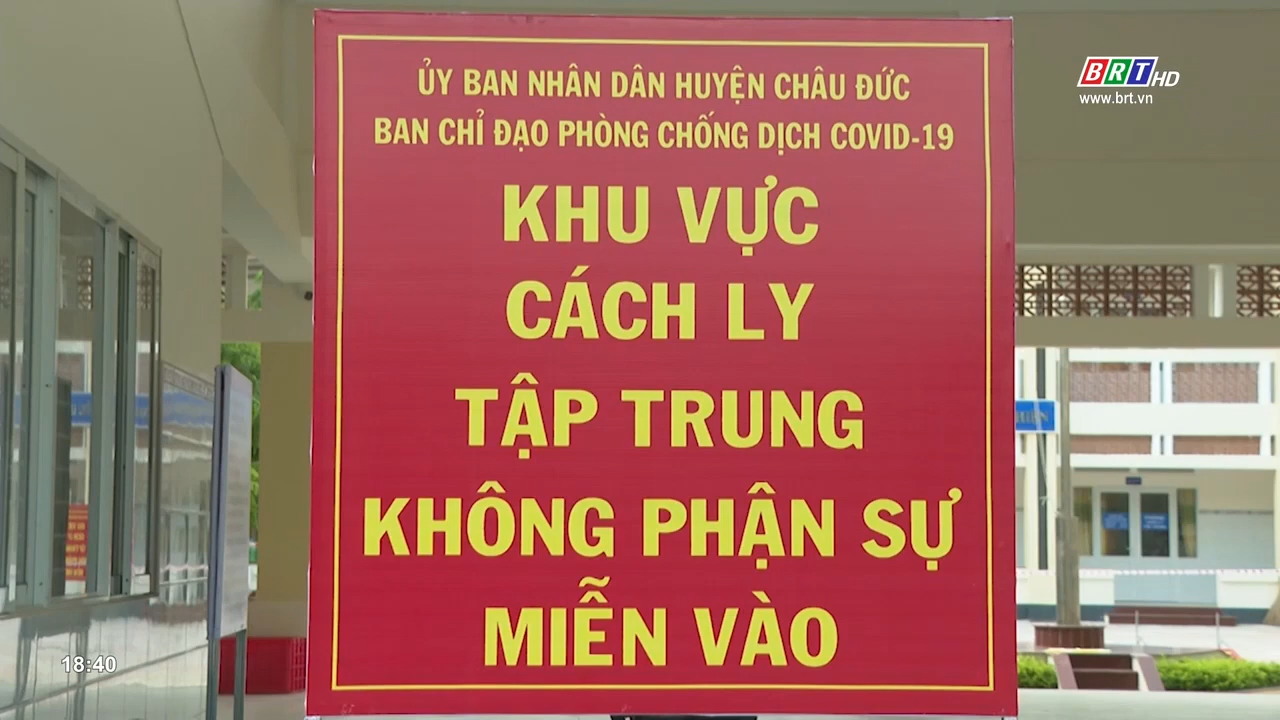 ỦY BAN NHÂN DÂN HUYỆN CHÂU ĐỨC
BAN CHỈ ĐẠO PHÒNG CHỐNG DỊCH COVID-19
KHU VỰC
CÁCH LY
TẬP TRUNG
KHÔNG PHẬN SỰ
MIỄN VÀO
BRT HD
www.brt.vn
18:40